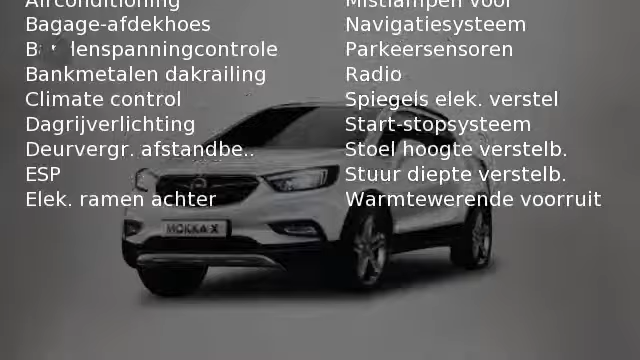 Airconditioning
Bagage-afdekhoes
Bandenspanningcontrole
Bankmetalen dakrailing
Climate control
Dagrijverlichting
Deurvergr. afstandbe..
ESP
Elek. ramen achter
Mistlampen voor
Navigatiesysteem
Parkeersensoren
Radio
Spiegels elek. verstel
Start-stopsysteem
Stoel hoogte verstelb.
Stuur diepte verstelb.
Warmtewerende voorruit
MOKKA X